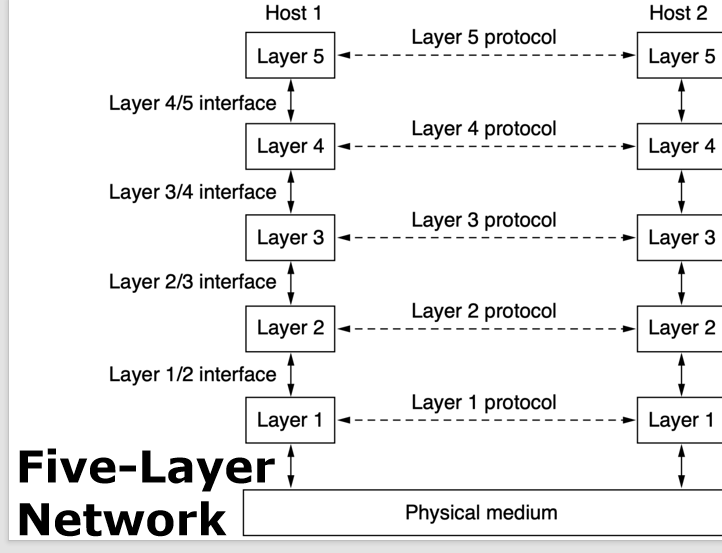 Host 1
Host 2
Layer 5
Layer 5 protocol
Layer 5
Layer 4/5 interface
Layer 4
Layer 4 protocol
Layer 4
Layer 3/4 interface
Layer 3
Layer 3 protocol
Layer 3
Layer 2/3 interface
Layer 2
Layer 2 protocol
Layer 2
Layer 1/2 interface
Layer 1
Layer 1 protocol
Layer 1
Five-Layer
Network
Physical medium